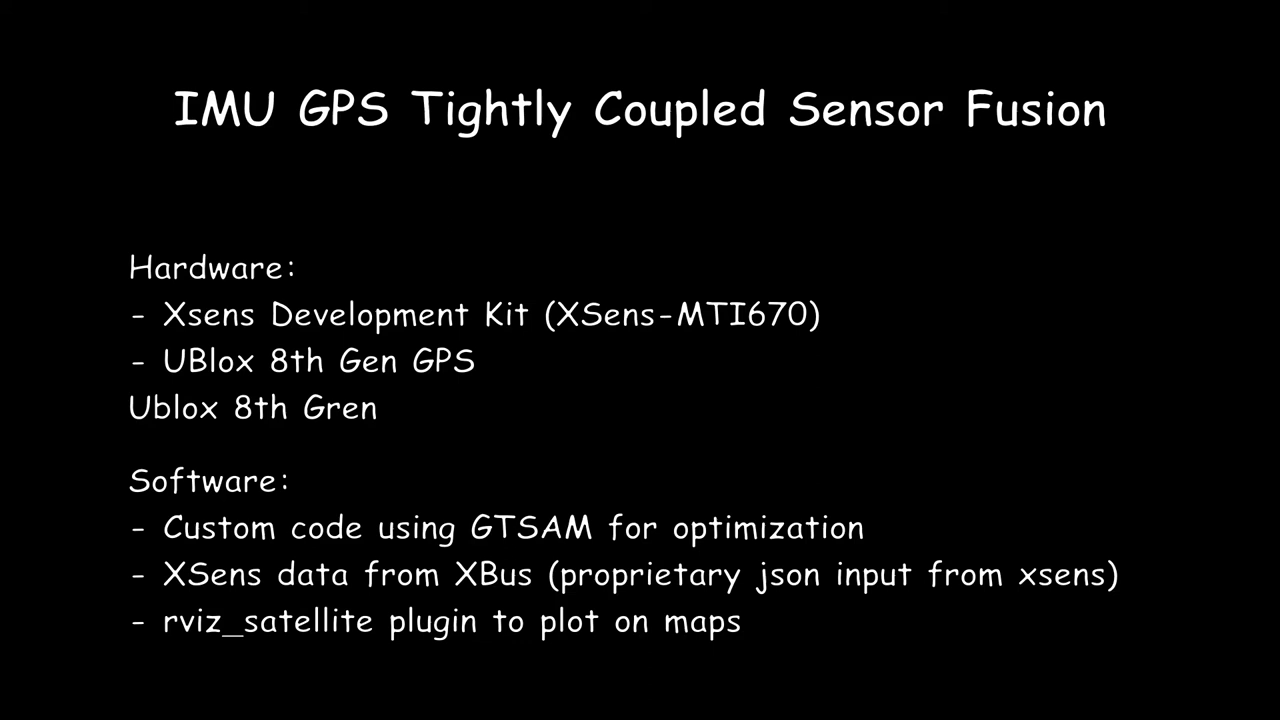 IMU GPS Tightly Coupled Sensor Fusion
Hardware:
- Xsens Development Kit (XSens-MTI670)
- UBlox 8th Gen GPS
Ublox 8th Gren
Software:
- Custom code using GTSAM for optimization
- XSens data from XBus (proprietary json input from xsens)
- rviz_satellite plugin to plot on maps